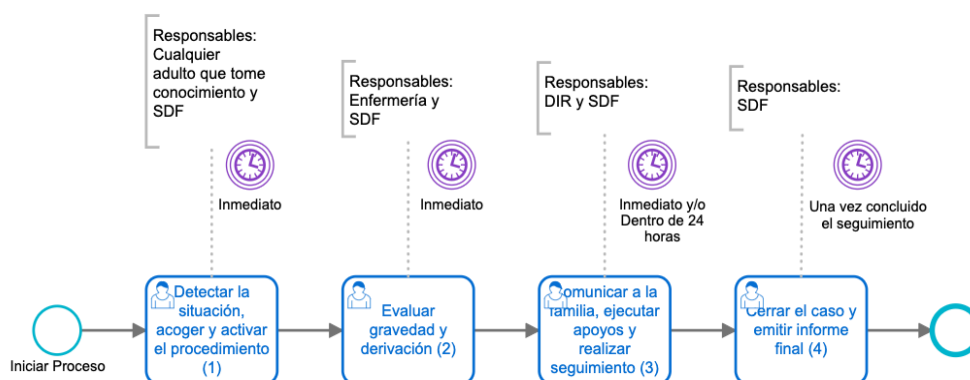 Responsables:
Cualquier
adulto que tome
conocimiento y
SDF
Responsables:
Enfermería y
SDF
Responsables:
DIR y SDF
Responsables:
SDF
Inmediato
Inmediato
Inmediato y/o
Dentro de 24
horas
Una vez concluido
el seguimiento
Iniciar Proceso
Detectar la
situación,
acoger y activar
el procedimiento
(1)
Evaluar
gravedad y
derivación (2)
Comunicar a la
familia, ejecutar
apoyos y
realizar
seguimiento (3)
Cerrar el caso y
emitir informe
final (4)